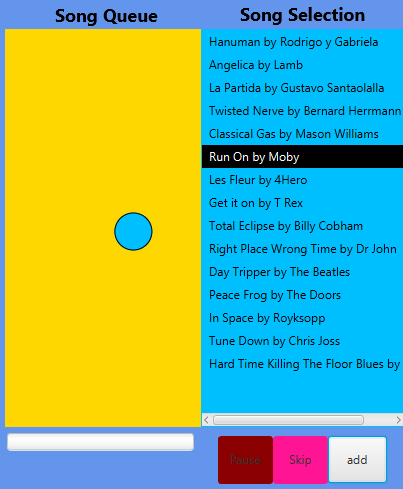 Song Queue
Song Selection
Hanuman by Rodrigo y Gabriela
Angelica by Lamb
La Partida by Gustavo Santaolalla
Twisted Nerve by Bernard Herrmann
Classical Gas by Mason Williams
Run On by Moby
Les Fleur by 4Hero
Get it on by T Rex
Total Eclipse by Billy Cobham
Right Place Wrong Time by Dr John
Day Tripper by The Beatles
Peace Frog by The Doors
In Space by Royksopp
Tune Down by Chris Joss
Hard Time Killing The Floor Blues by
Pause
Skip
add